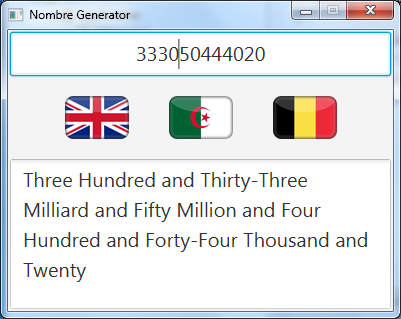 Nombre Generator
333050444020
Three Hundred and Thirty-Three
Milliard and Fifty Million and Four
Hundred and Forty-Four Thousand and
Twenty